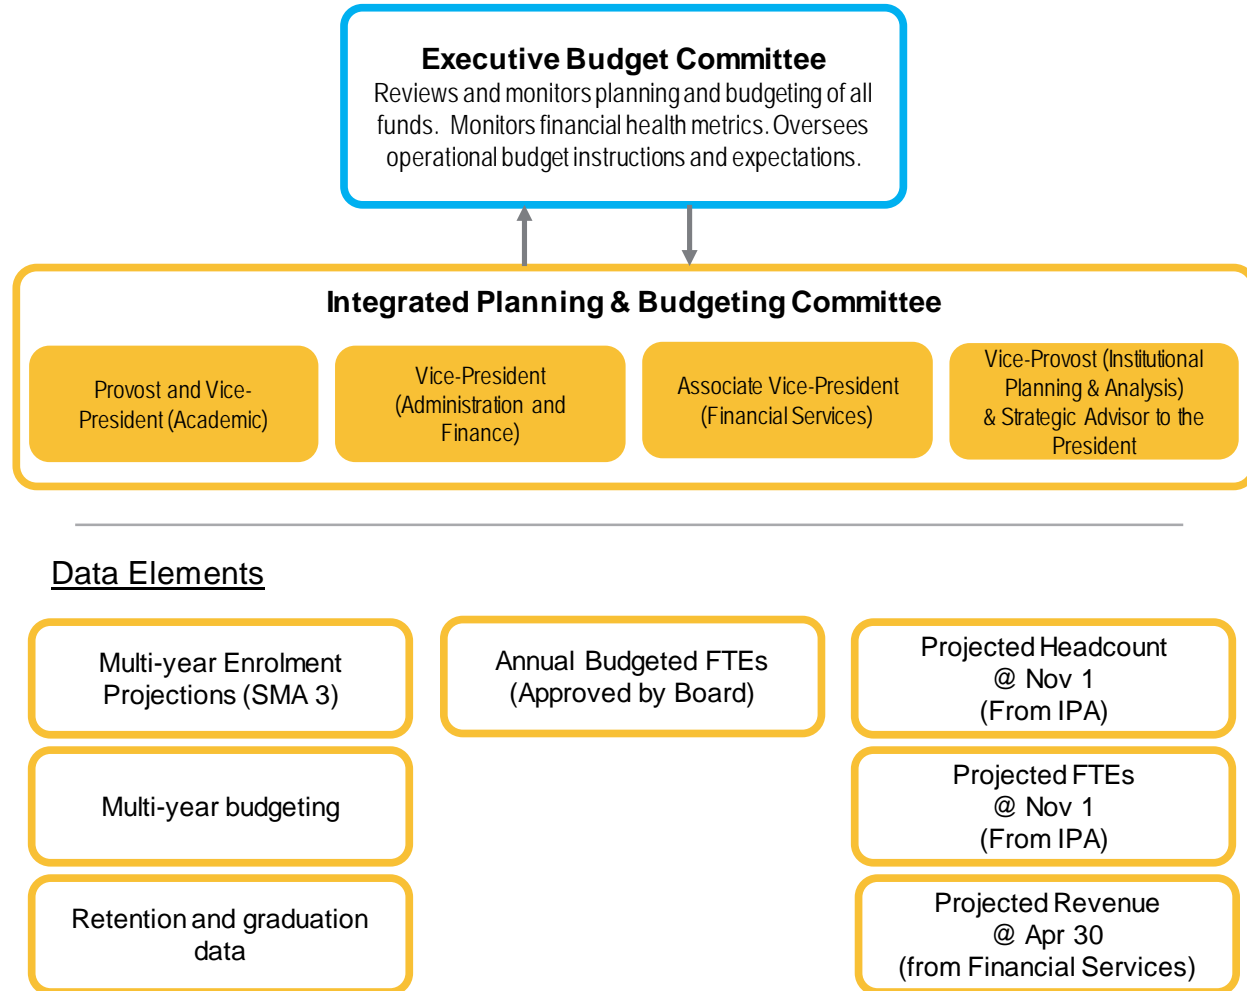 Executive Budget Committee
Reviews and monitors planning and budgeting of all
funds. Monitors financial health metrics. Oversees
operational budget instructions and expectations.
Integrated Planning & Budgeting Committee
Provost and Vice-
President (Academic)
Vice-President
(Administration and
Finance)
Associate Vice-President
(Financial Services)
Vice-Provost (Institutional
Planning & Analysis)
& Strategic Advisor to the
President
Data Elements
Multi-year Enrolment
Projections (SMA 3)
Multi-year budgeting
Retention and graduation
data
Annual Budgeted FTEs
(Approved by Board)
Projected Headcount
@ Nov 1
(From IPA)
Projected FTEs
@ Nov 1
(From IPA)
Projected Revenue
@ Apr 30
(from Financial Services)